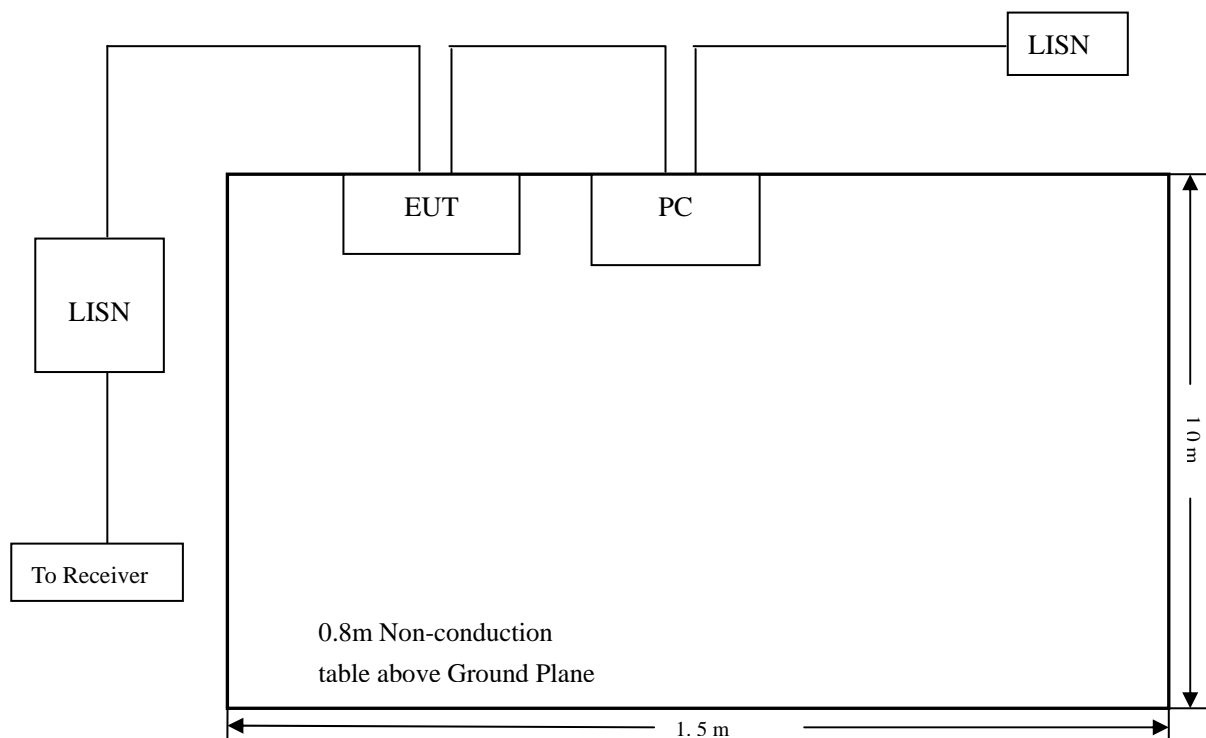 LISN
EUT
PC
LISN
1.0 m
To Receiver
0.8m Non-conduction
table above Ground Plane
1. 5 m